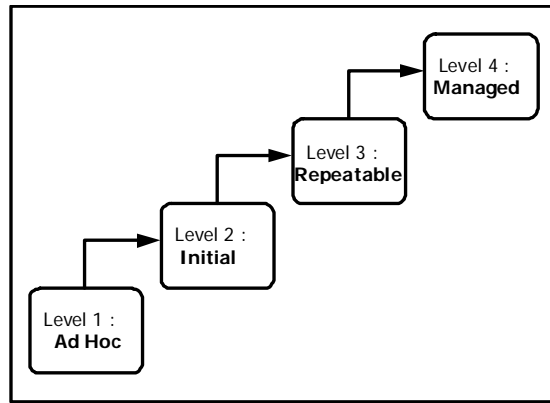 Level 4 :
Managed
Level 3 :
Repeatable
Level 2 :
Initial
Level 1 :
Ad Hoc